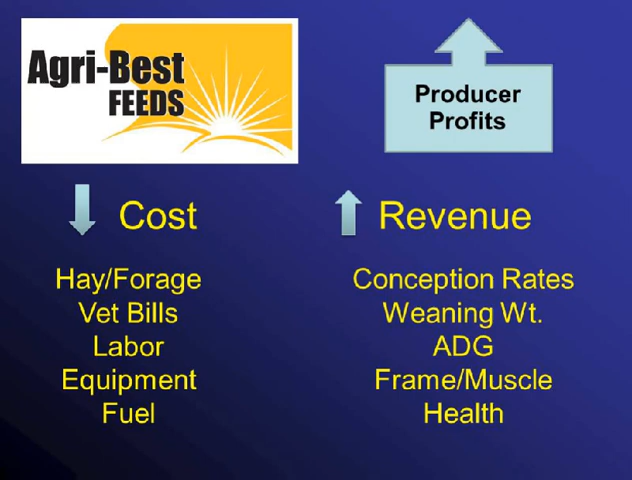 Agri-Best
FEEDS
Producer
Profits
Cost
Hay/Forage
Vet Bills
Labor
Equipment
Fuel
Revenue
Conception Rates
Weaning Wt.
ADG
Frame/Muscle
Health